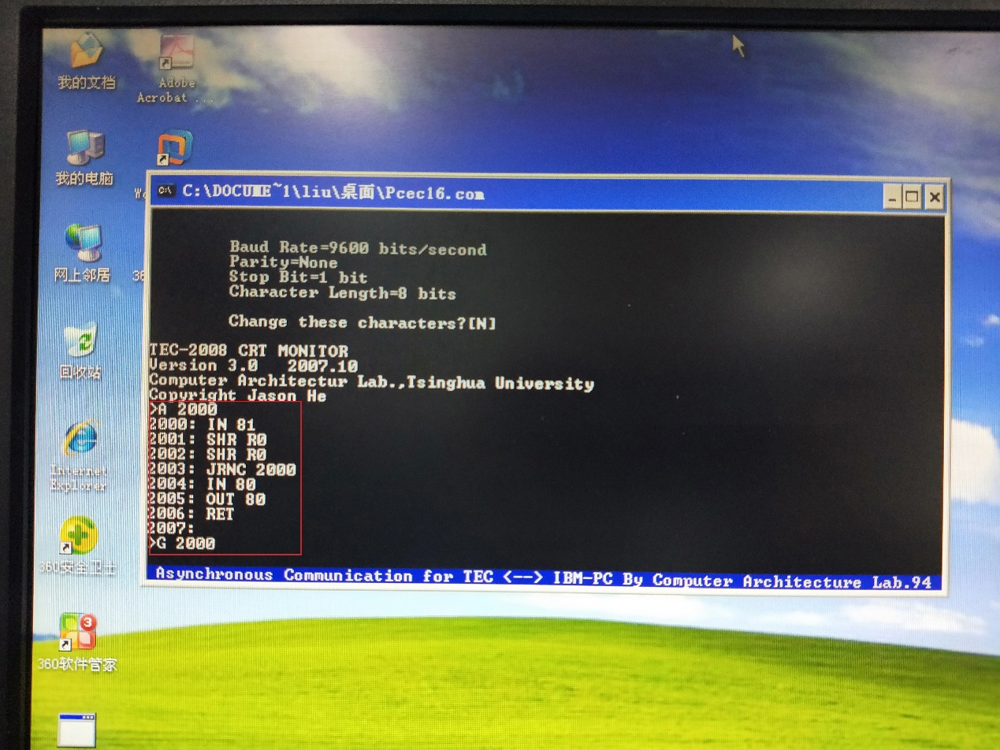 我的文档
Adobe
Acrobat ...
我的电脑
网上邻居
36
回收站
Internet
Explorer
360安全卫士
3
360软件管家
C:\DOCUME~1\liu\桌面\Pcec16.com
Baud Rate=9600 bits/second
Parity=None
Stop Bit=1 bit
Character Length=8 bits
Change these characters?[N]
TEC-2008 CRT MONITOR
Version 3.0 2007.10
Computer Architectur Lab.,Tsinghua University
Copyright Jason He
>A 2000
2000: IN 81
2001: SHR R0
2002: SHR R0
2003: JRNC 2000
2004: IN 80
2005: OUT 80
2006: RET
2007:
>G 2000
Asynchronous Communication for TEC <--> IBM-PC By Computer Architecture Lab.94